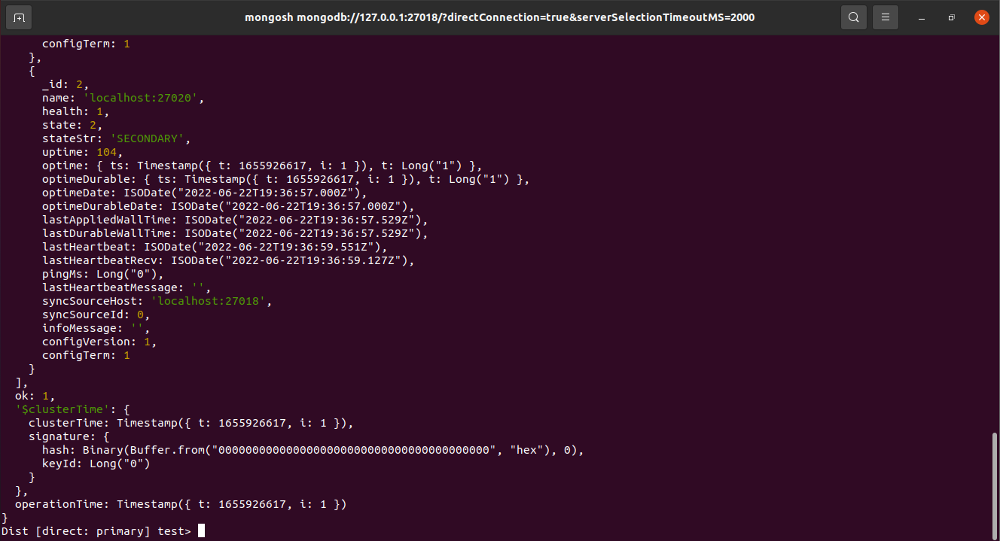 mongosh mongodb://127.0.0.1:27018/?directConnection=true&serverSelectionTimeoutMS=2000
      configTerm: 1
    },
    {
      _id: 2,
      name: 'localhost:27020',
      health: 1,
      state: 2,
      stateStr: 'SECONDARY',
      uptime: 104,
      optime: { ts: Timestamp({ t: 1655926617, i: 1 }), t: Long("1") },
      optimeDurable: { ts: Timestamp({ t: 1655926617, i: 1 }), t: Long("1") },
      optimeDate: ISODate("2022-06-22T19:36:57.000Z"),
      optimeDurableDate: ISODate("2022-06-22T19:36:57.000Z"),
      lastAppliedWallTime: ISODate("2022-06-22T19:36:57.529Z"),
      lastDurableWallTime: ISODate("2022-06-22T19:36:57.529Z"),
      lastHeartbeat: ISODate("2022-06-22T19:36:59.551Z"),
      lastHeartbeatRecv: ISODate("2022-06-22T19:36:59.127Z"),
      pingMs: Long("0"),
      lastHeartbeatMessage: '',
      syncSourceHost: 'localhost:27018',
      syncSourceId: 0,
      infoMessage: '',
      configVersion: 1,
      configTerm: 1
    }
  ],
  ok: 1,
  '$clusterTime': {
    clusterTime: Timestamp({ t: 1655926617, i: 1 }),
    signature: {
      hash: Binary(Buffer.from("0000000000000000000000000000000000000000", "hex"), 0),
      keyId: Long("0")
    }
  },
  operationTime: Timestamp({ t: 1655926617, i: 1 })
}
Dist [direct: primary] test>